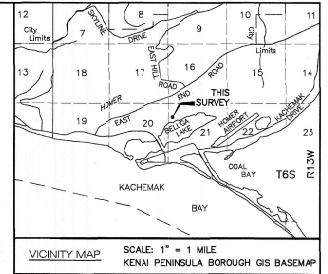 12 7 SKYLINE 8 9 10 11
City Limits DRIVE City Limits
EAST HILL ROAD
13 18 17 16 ROAD 15 14
THIS SURVEY
HOMER END
19 EAST 20 21 22 23
BELUGA LAKE
HOMER AIRPORT
KACHEMAK DRIVE
COAL BAY
T6S R13W
KACHEMAK
BAY
VICINITY MAP
SCALE: 1" = 1 MILE
KENAI PENINSULA BOROUGH GIS BASEMAP